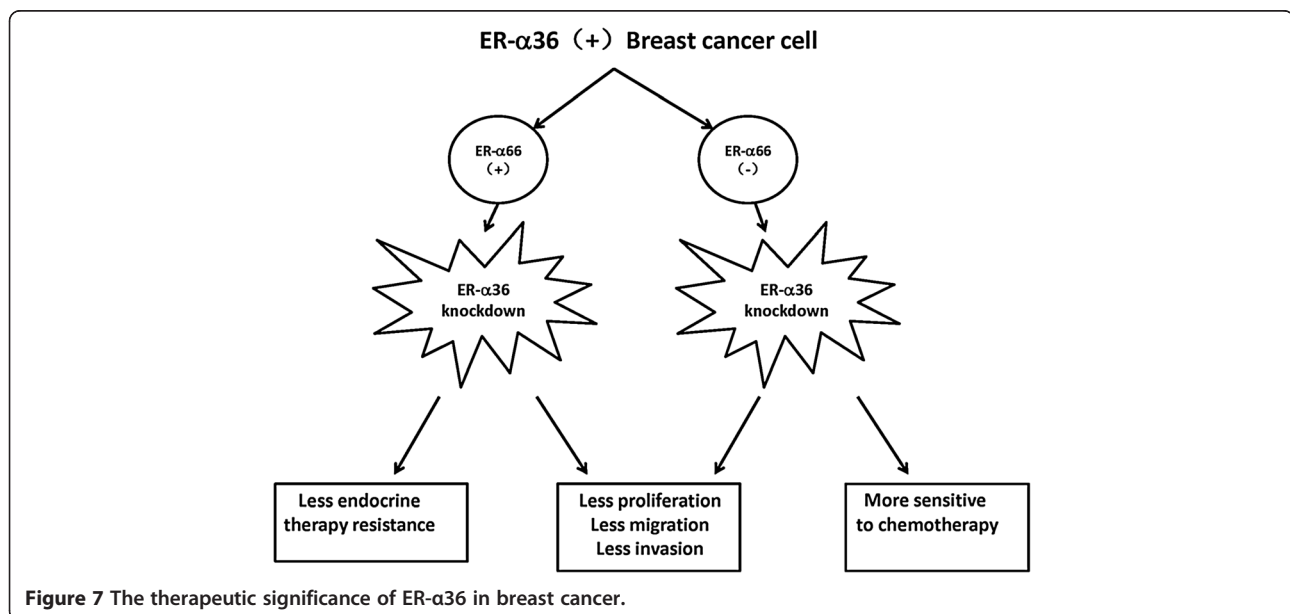 ER-α36（+）Breast cancer cell
ER-α66
（+）
ER-α66
（-）
ER-α36
knockdown
ER-α36
knockdown
Less endocrine
therapy resistance
Less proliferation
Less migration
Less invasion
More sensitive
to chemotherapy
Figure 7 The therapeutic significance of ER-α36 in breast cancer.